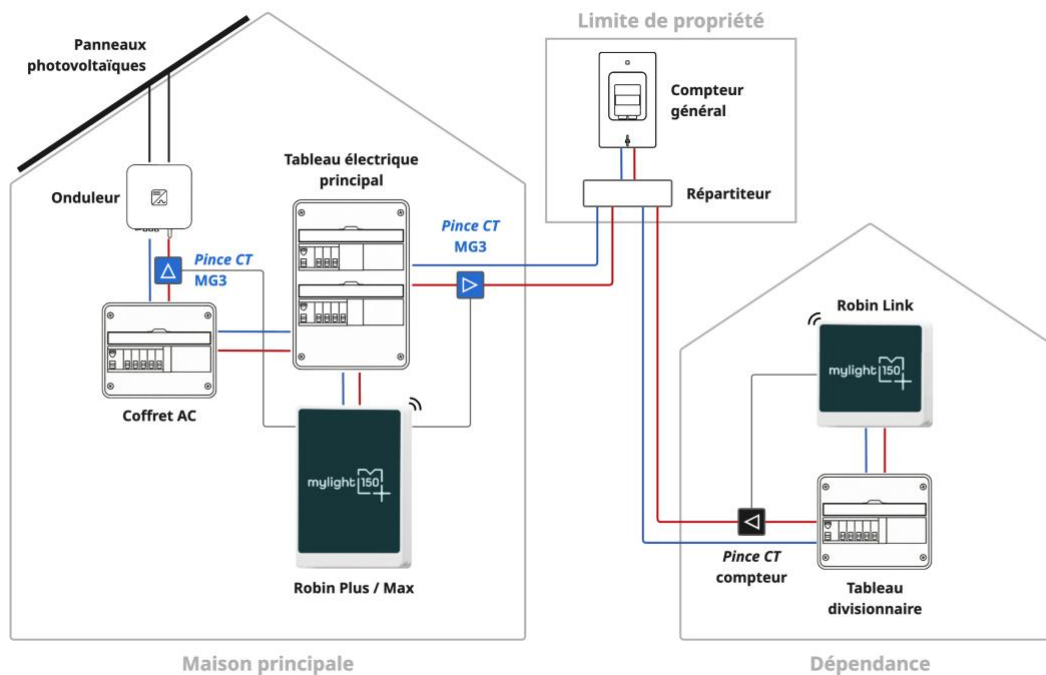 Limite de propriété
Panneaux
photovoltaïques
Compteur
général
Tableau électrique
principal
Onduleur
Répartiteur
Pince CT
MG3
Pince CT
MG3
Robin Link
mylight 150
Coffret AC
mylight 150
Pince CT
compteur
Robin Plus / Max
Tableau
divisionnaire
Maison principale
Dépendance